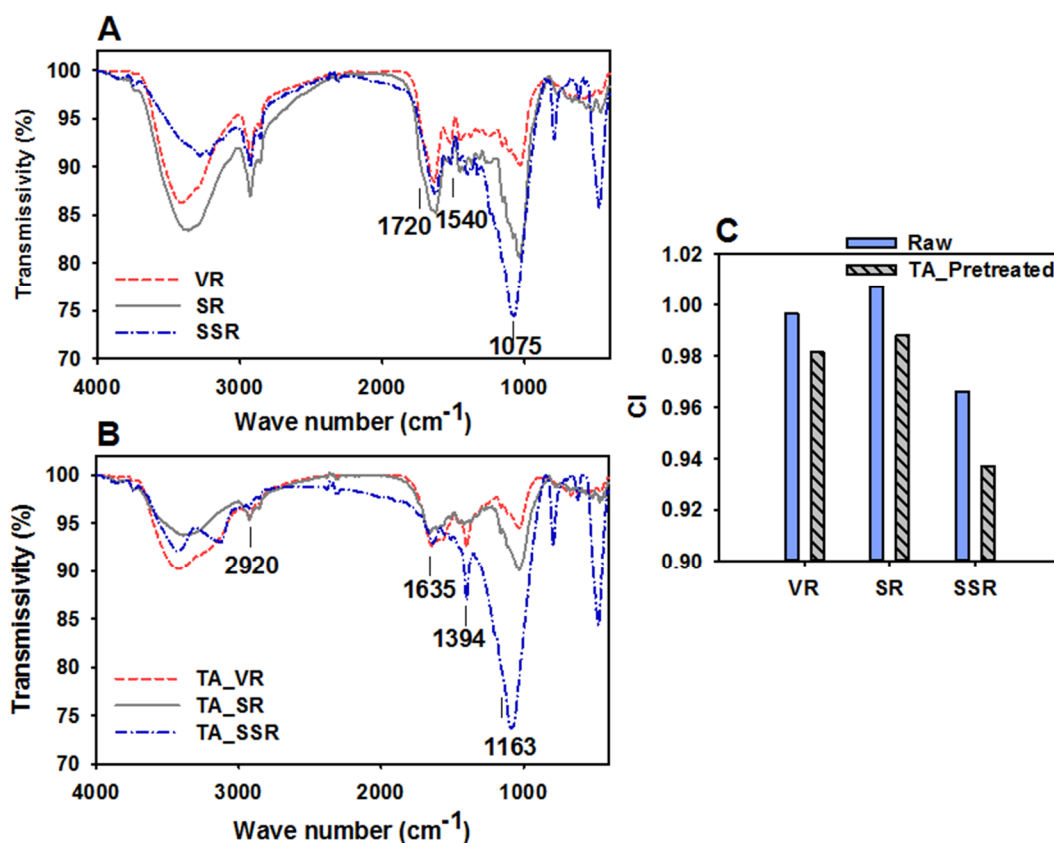 A
100
95
90
85
80
75
70
Transmissivity (%)
1720
1540
1075
VR
SR
SSR
4000
3000
2000
1000
Wave number (cm⁻¹)
B
100
95
90
85
80
75
70
Transmissivity (%)
2920
1635
1394
1163
TA_VR
TA_SR
TA_SSR
4000
3000
2000
1000
Wave number (cm⁻¹)
C
Raw
TA_Pretreated
1.02
1.00
0.98
0.96
0.94
0.92
0.90
CI
VR
SR
SSR